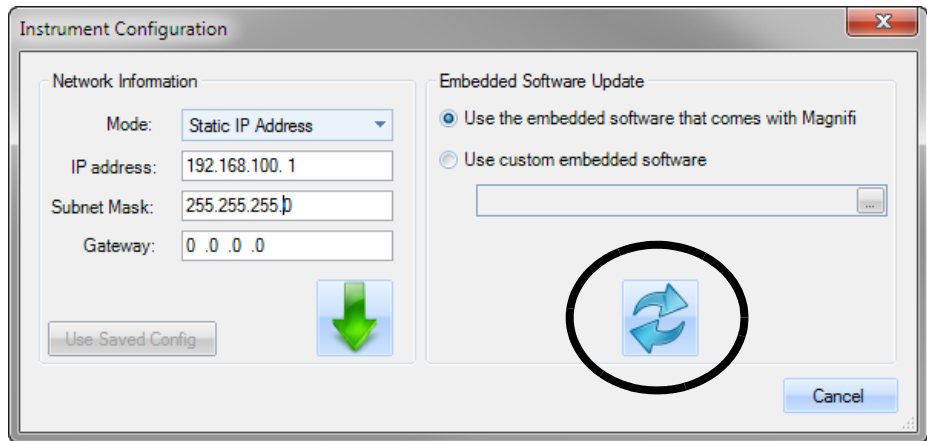 Instrument Configuration
Network Information
Mode: Static IP Address
IP address: 192.168.100. 1
Subnet Mask: 255.255.255.0
Gateway: 0 .0 .0 .0
Use Saved Config
Embedded Software Update
Use the embedded software that comes with Magnifi
Use custom embedded software
...
Cancel